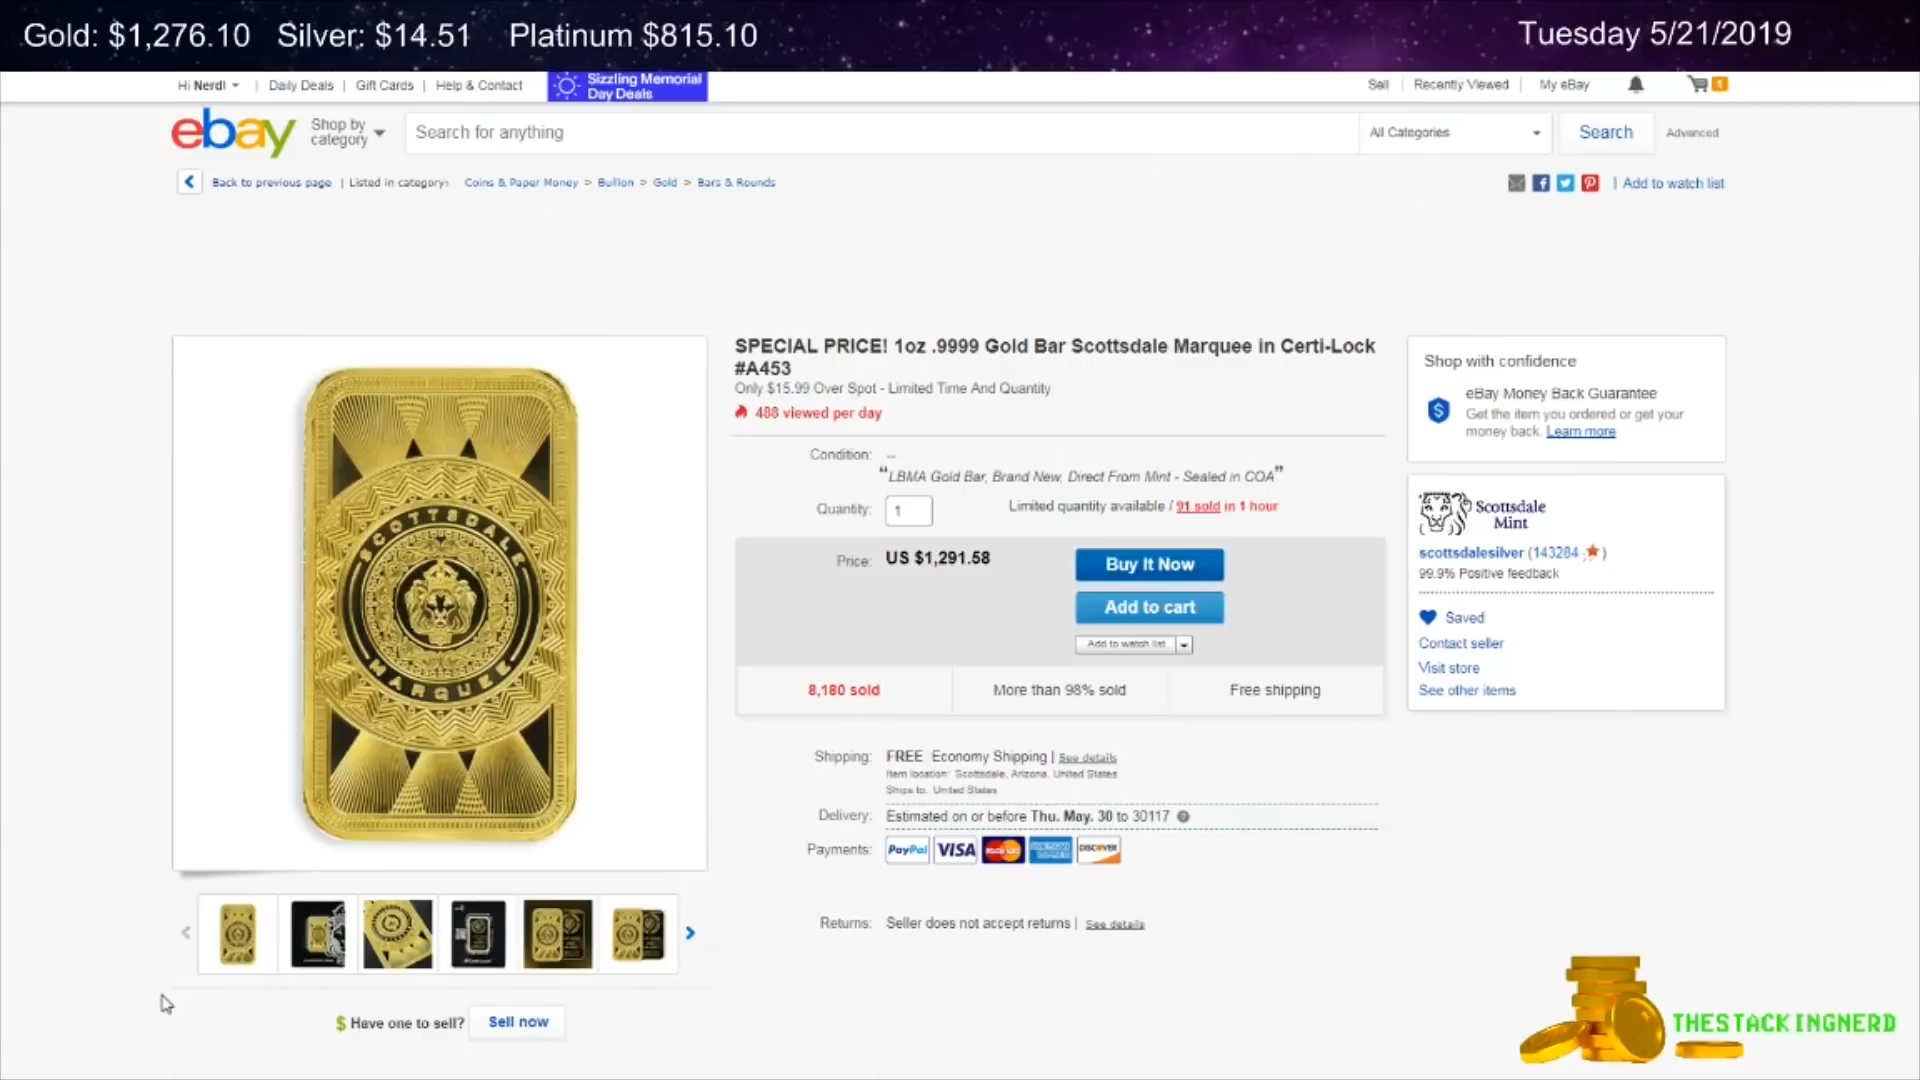 Gold: $1,276.10 Silver: $14.51 Platinum $815.10
Tuesday 5/21/2019
Hi Nerd! | Daily Deals | Gift Cards | Help & Contact
Sizzling Memorial
Day Deals
Sell | Recently Viewed | My eBay
1
ebay
Shop by
category
Search for anything
All Categories
Search
Advanced
Back to previous page | Listed in category: Coins & Paper Money > Bullion > Gold > Bars & Rounds
| Add to watch list
SCOTTSDALE
MARQUEE
SPECIAL PRICE! 1oz .9999 Gold Bar Scottsdale Marquee in Certi-Lock
#A453
Only $15.99 Over Spot - Limited Time And Quantity
488 viewed per day
Condition: --
"LBMA Gold Bar, Brand New, Direct From Mint - Sealed in COA"
Quantity: 1
Limited quantity available / 91 sold in 1 hour
Price: US $1,291.58
Buy It Now
Add to cart
Add to watch list
8,180 sold
More than 98% sold
Free shipping
Shipping: FREE Economy Shipping | See details
Item location: Scottsdale, Arizona, United States
Ships to: United States
Delivery: Estimated on or before Thu. May. 30 to 30117
Payments: PayPal VISA MasterCard AMERICAN EXPRESS DISCOVER
Returns: Seller does not accept returns | See details
Shop with confidence
eBay Money Back Guarantee
Get the item you ordered or get your
money back. Learn more
Scottsdale
Mint
scottsdalesilver (143284 )
99.9% Positive feedback
Saved
Contact seller
Visit store
See other items
$ Have one to sell? Sell now
THESTACKINGNERD